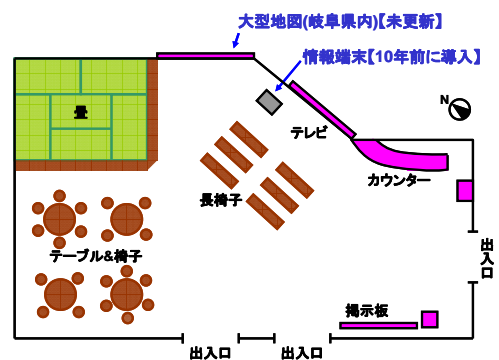 大型地図(岐阜県内)【未更新】
情報端末【10年前に導入】
畳
テレビ
N
カウンター
長椅子
テーブル&椅子
出入口
掲示板
出入口
出入口